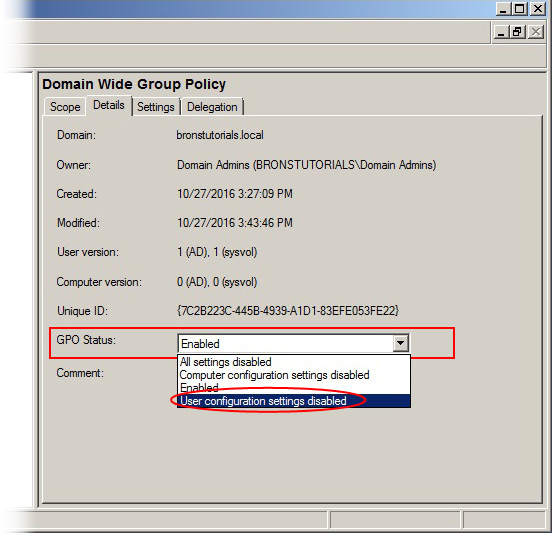 Domain Wide Group Policy
Scope Details Settings Delegation
Domain: bronstutorials.local
Owner: Domain Admins (BRONSTUTORIALS\Domain Admins)
Created: 10/27/2016 3:27:09 PM
Modified: 10/27/2016 3:43:46 PM
User version: 1 (AD), 1 (sysvol)
Computer version: 0 (AD), 0 (sysvol)
Unique ID: {7C2B223C-445B-4939-A1D1-83EFE053FE22}
GPO Status: Enabled
All settings disabled
Comment: Computer configuration settings disabled
Enabled
User configuration settings disabled